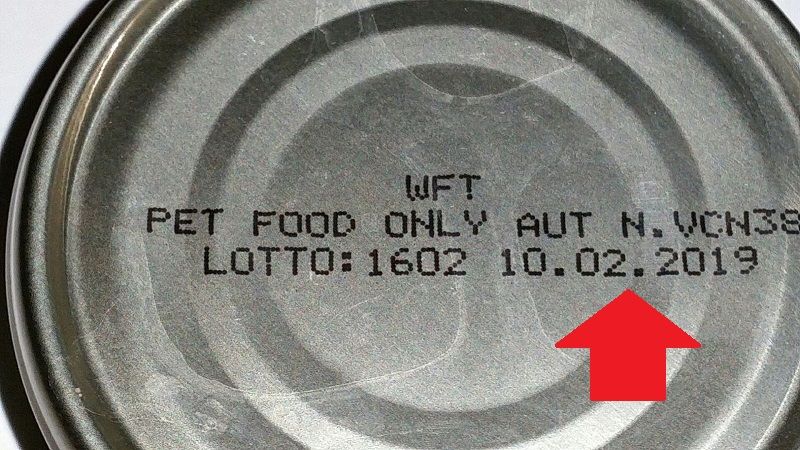 WFT
PET FOOD ONLY AUT N.VCN38
LOTTO:1602 10.02.2019